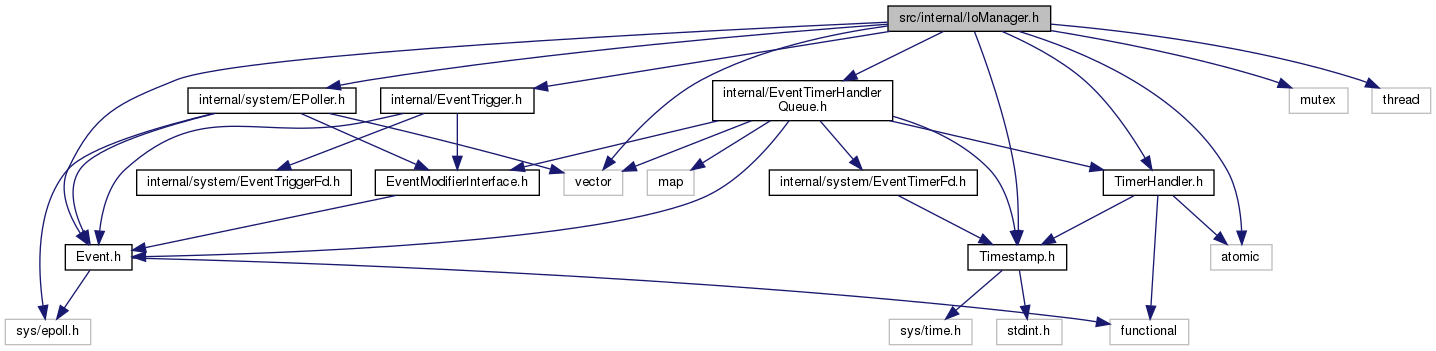 src/internal/IoManager.h
internal/system/EPoller.h
internal/EventTrigger.h
internal/EventTimerHandler
Queue.h
mutex
thread
internal/system/EventTriggerFd.h
EventModifierInterface.h
vector
map
internal/system/EventTimerFd.h
TimerHandler.h
Event.h
Timestamp.h
atomic
sys/epoll.h
sys/time.h
stdint.h
functional